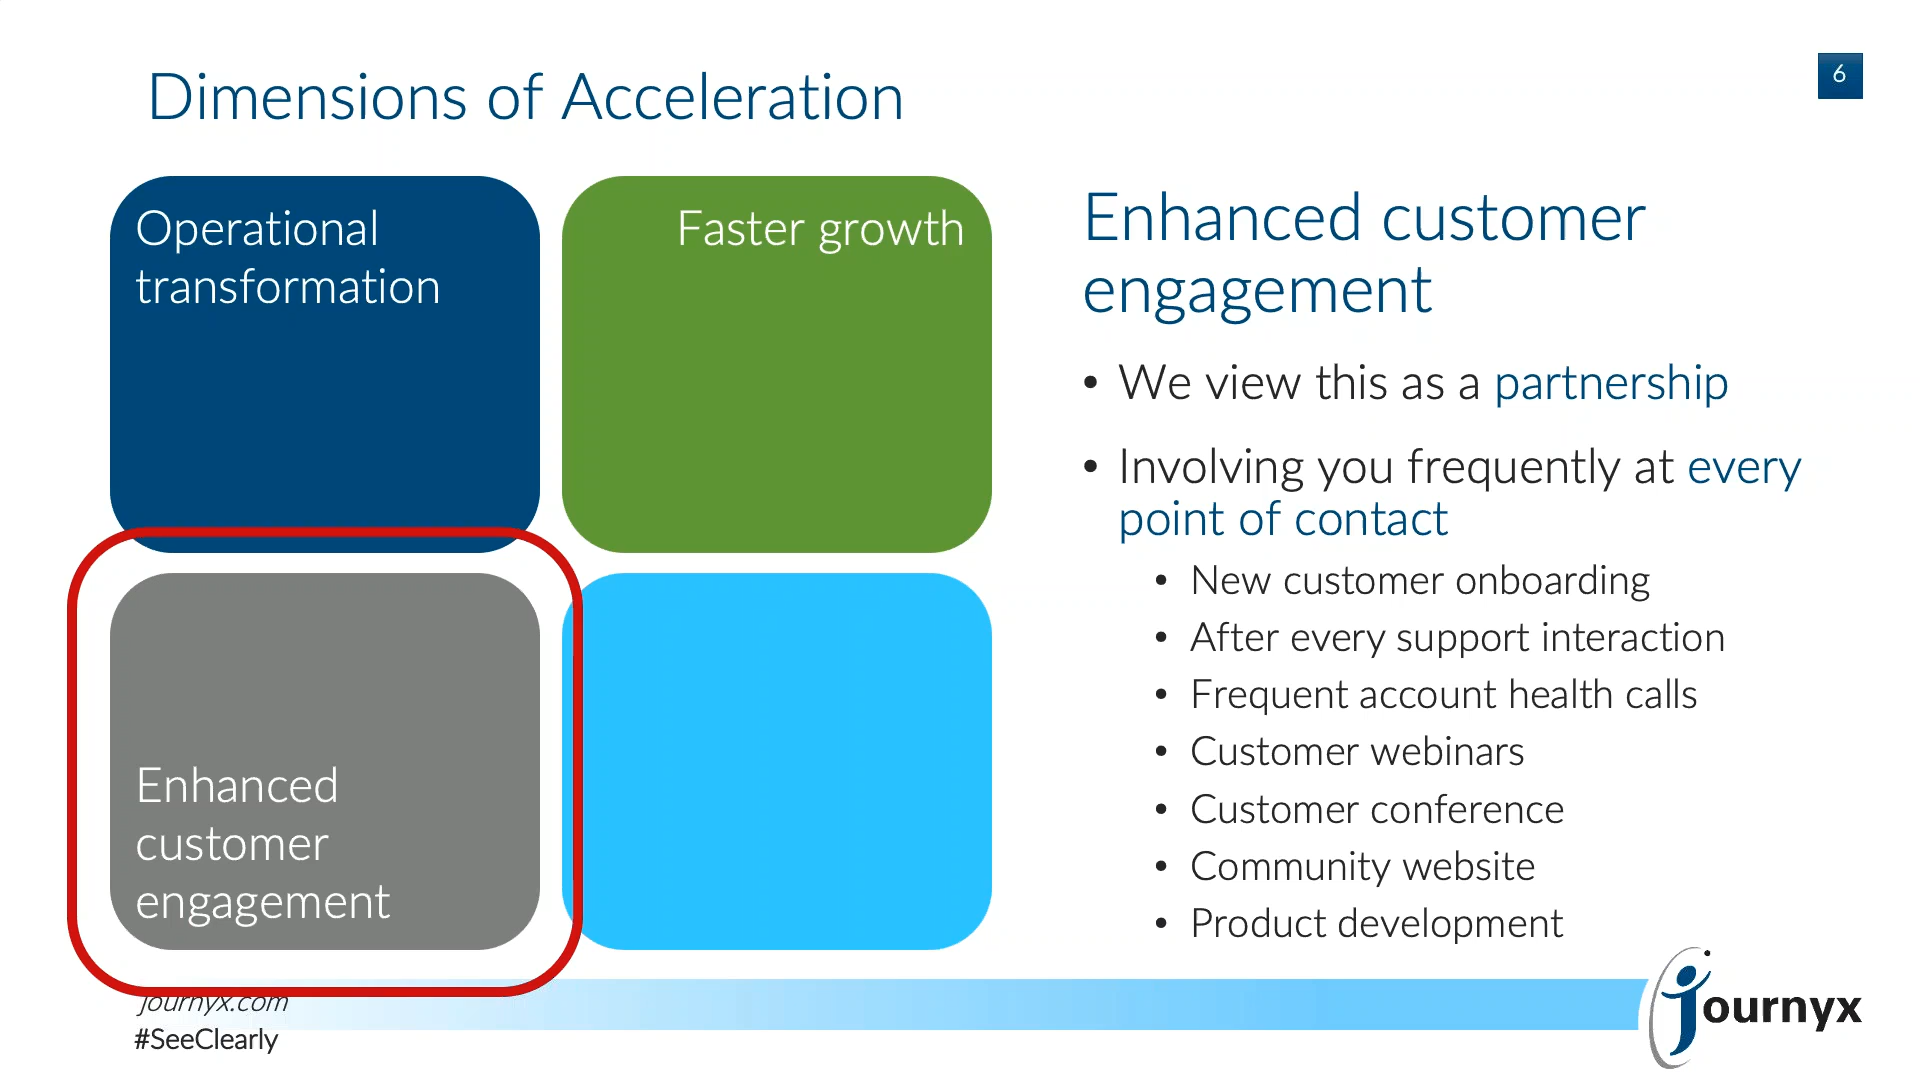 Dimensions of Acceleration
6
Operational
transformation
Faster growth
Enhanced
customer
engagement
Enhanced customer
engagement
• We view this as a partnership
• Involving you frequently at every
point of contact
• New customer onboarding
• After every support interaction
• Frequent account health calls
• Customer webinars
• Customer conference
• Community website
• Product development
journyx.com
#SeeClearly
journyx